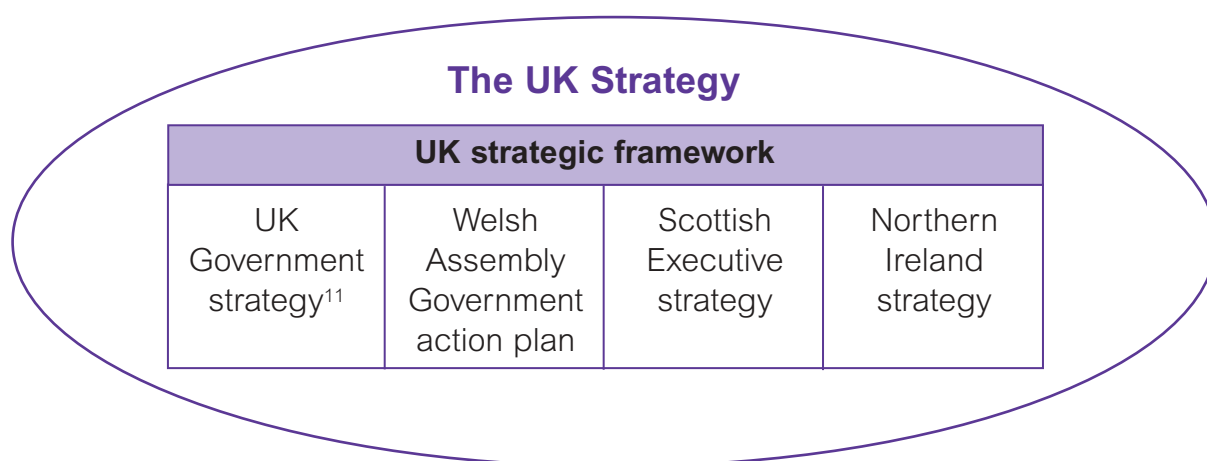 The UK Strategy
UK strategic framework
UK
Government
strategy¹¹
Welsh
Assembly
Government
action plan
Scottish
Executive
strategy
Northern
Ireland
strategy